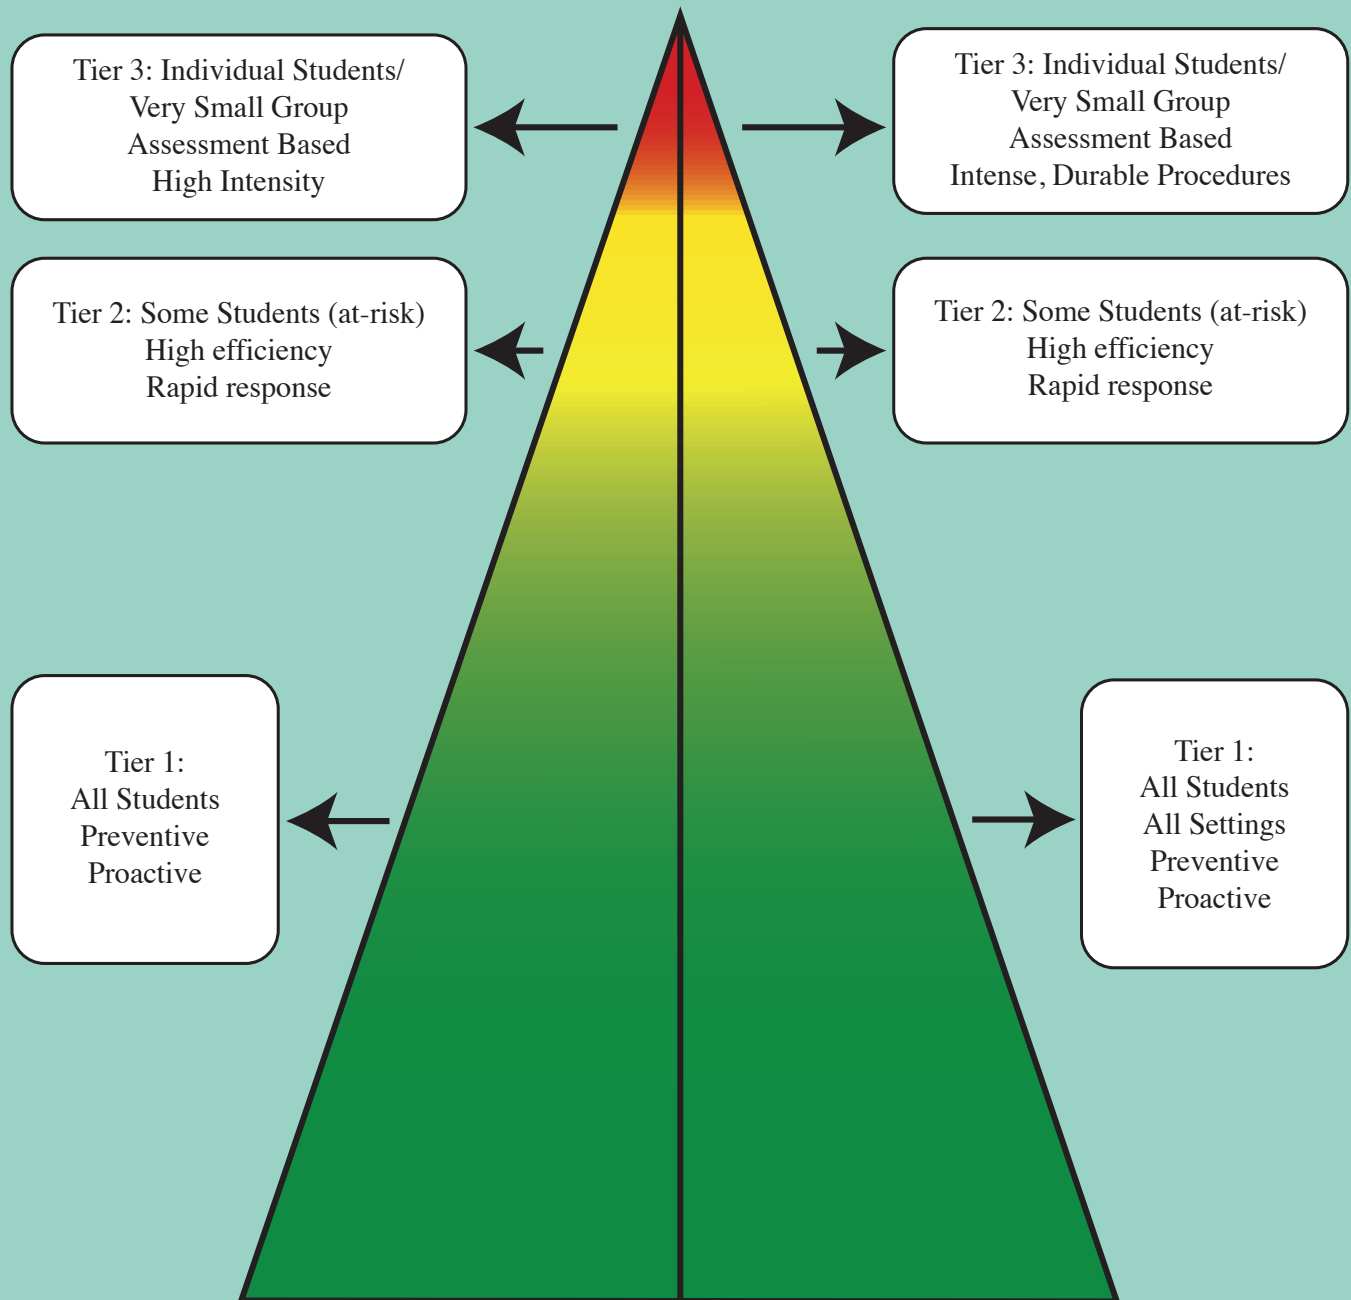 Tier 3: Individual Students/
Very Small Group
Assessment Based
High Intensity
Tier 3: Individual Students/
Very Small Group
Assessment Based
Intense, Durable Procedures
Tier 2: Some Students (at-risk)
High efficiency
Rapid response
Tier 2: Some Students (at-risk)
High efficiency
Rapid response
Tier 1:
All Students
Preventive
Proactive
Tier 1:
All Students
All Settings
Preventive
Proactive